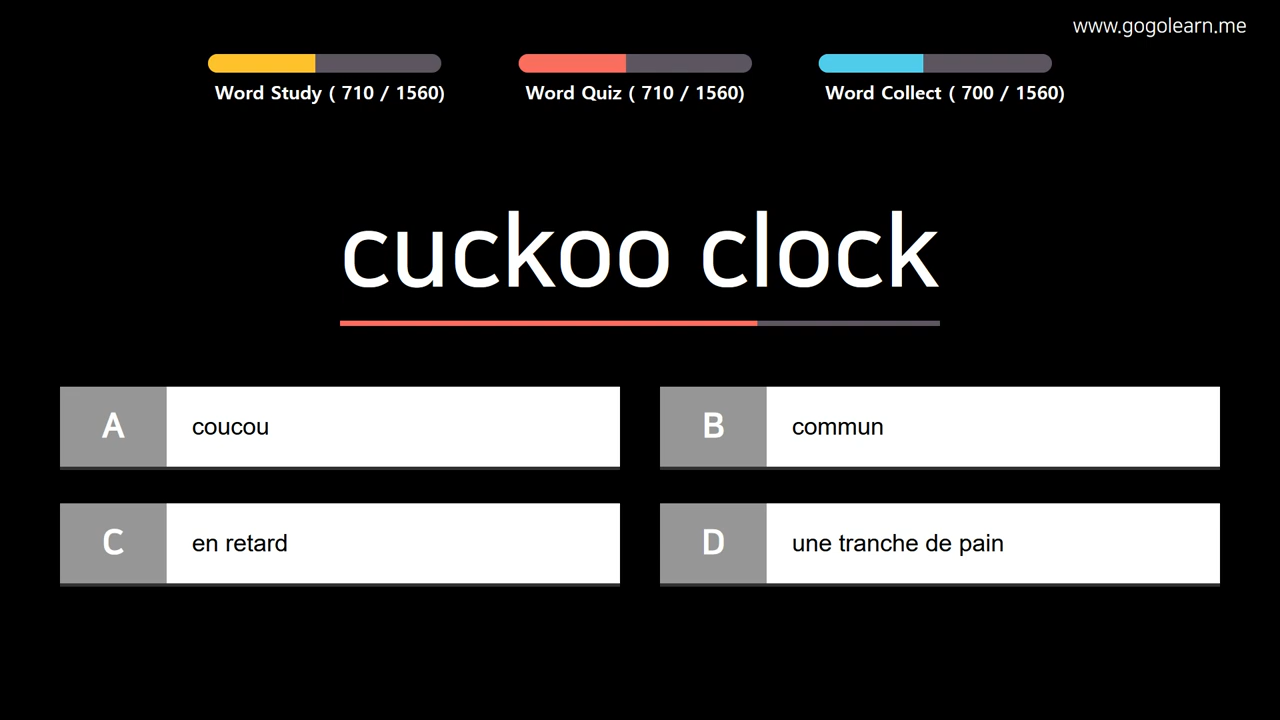 www.gogolearn.me
Word Study ( 710 / 1560)
Word Quiz ( 710 / 1560)
Word Collect ( 700 / 1560)
cuckoo clock
A coucou
B commun
C en retard
D une tranche de pain